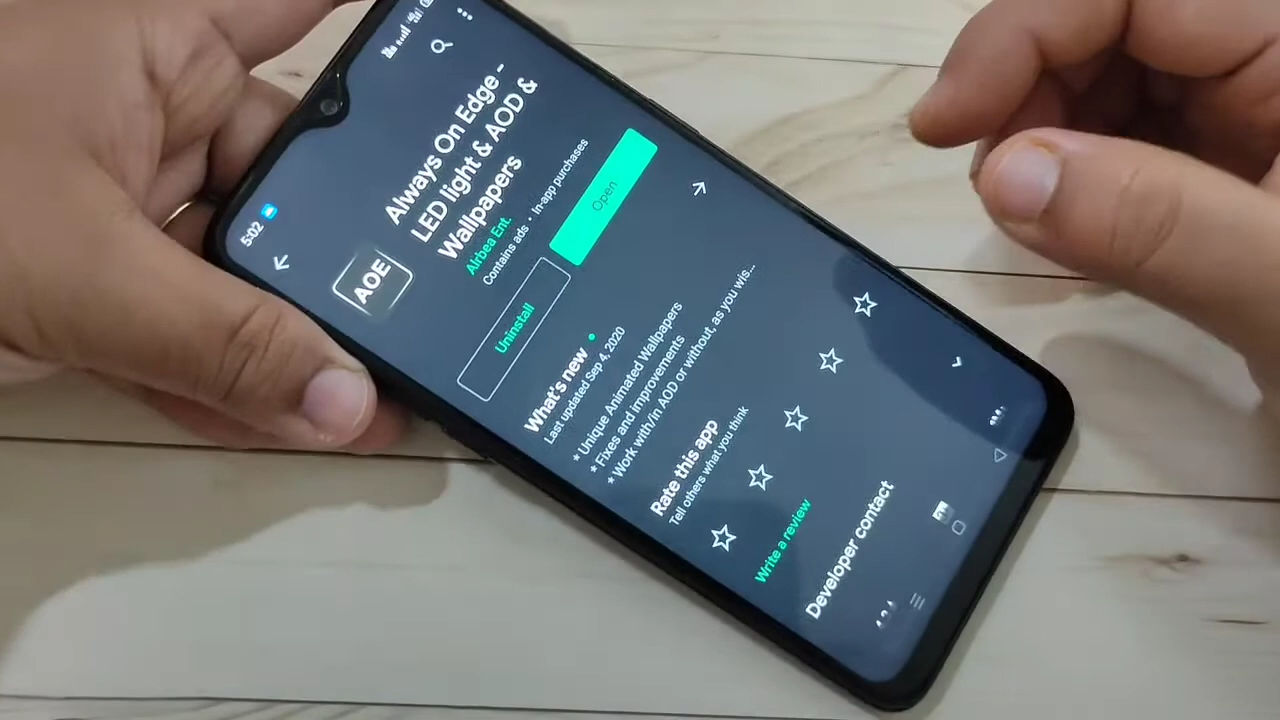 5:02
Always On Edge -
LED light & AOD &
Wallpapers
Airbea Ent.
Contains ads • In-app purchases
AOE
Uninstall
Open
What's new
Last updated Sep 4, 2020
* Unique Animated Wallpapers
* Fixes and improvements
* Work with/in AOD or without, as you wis...
Rate this app
Tell others what you think
Write a review
Developer contact